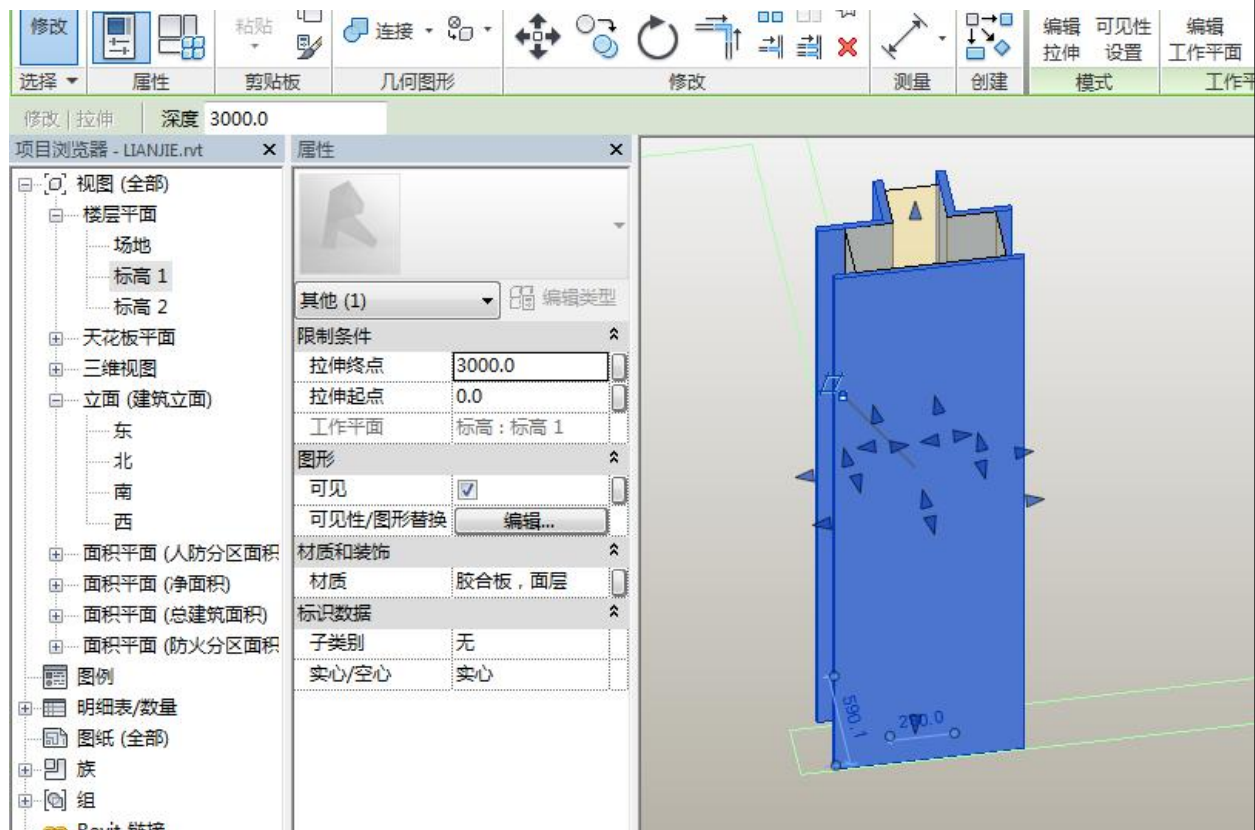 修改
粘贴
连接
编辑 可见性 编辑
拉伸 设置 工作平面
选择 属性 剪贴板 几何图形 修改 测量 创建 模式 工作平
修改 | 拉伸 深度 3000.0
项目浏览器 - LIANJIE.rvt
视图 (全部)
楼层平面
场地
标高 1
标高 2
天花板平面
三维视图
立面 (建筑立面)
东
北
南
西
面积平面 (人防分区面积
面积平面 (净面积)
面积平面 (总建筑面积)
面积平面 (防火分区面积
图例
明细表/数量
图纸 (全部)
族
组
Revit 链接
属性
其他 (1) 编辑类型
限制条件
拉伸终点 3000.0
拉伸起点 0.0
工作平面 标高 : 标高 1
图形
可见
可见性/图形替换 编辑...
材质和装饰
材质 胶合板，面层
标识数据
子类别 无
实心/空心 实心
590.1